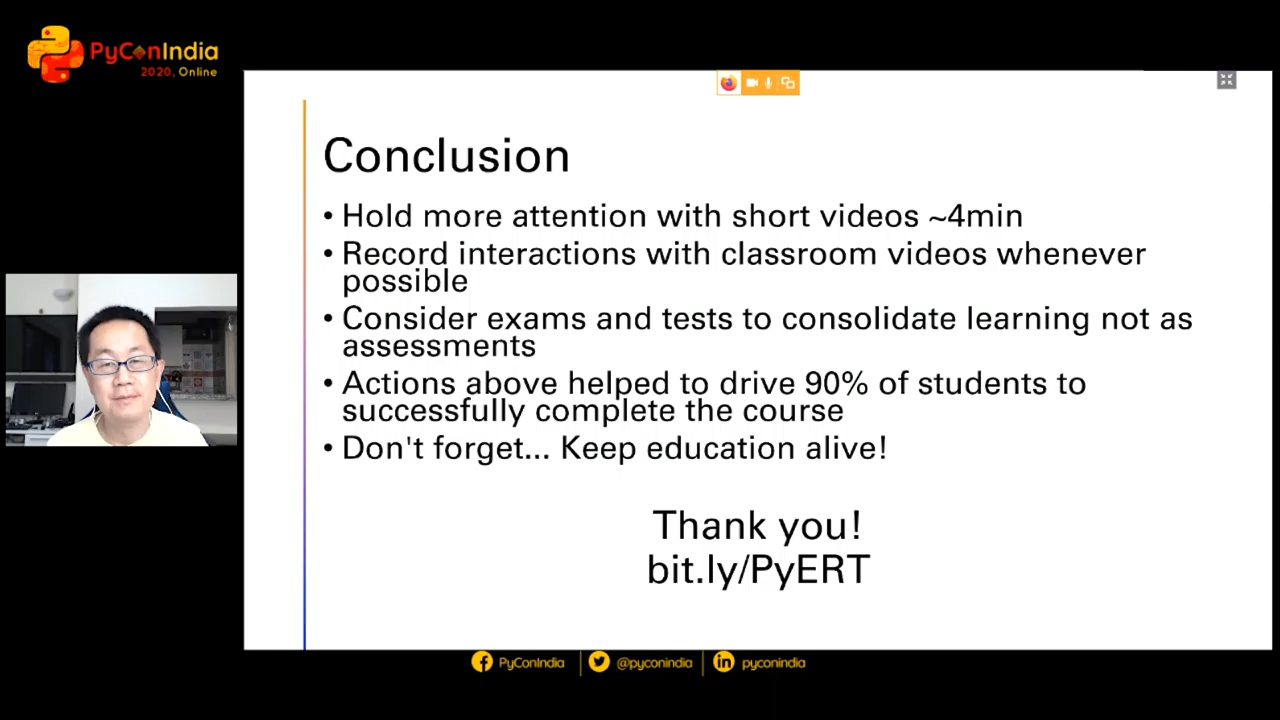 PyConIndia
2020, Online
Conclusion
• Hold more attention with short videos ~4min
• Record interactions with classroom videos whenever
possible
• Consider exams and tests to consolidate learning not as
assessments
• Actions above helped to drive 90% of students to
successfully complete the course
• Don't forget... Keep education alive!
Thank you!
bit.ly/PyERT
PyConIndia
@pyconindia
pyconindia